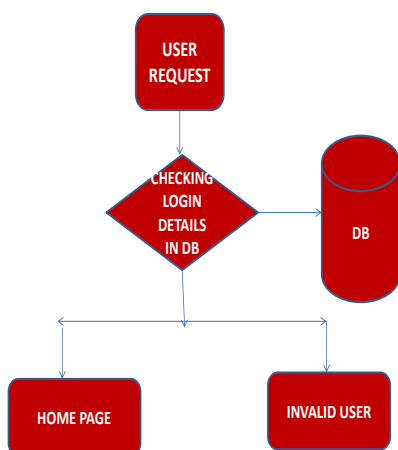 USER
REQUEST
CHECKING
LOGIN
DETAILS
IN DB
DB
HOME PAGE
INVALID USER